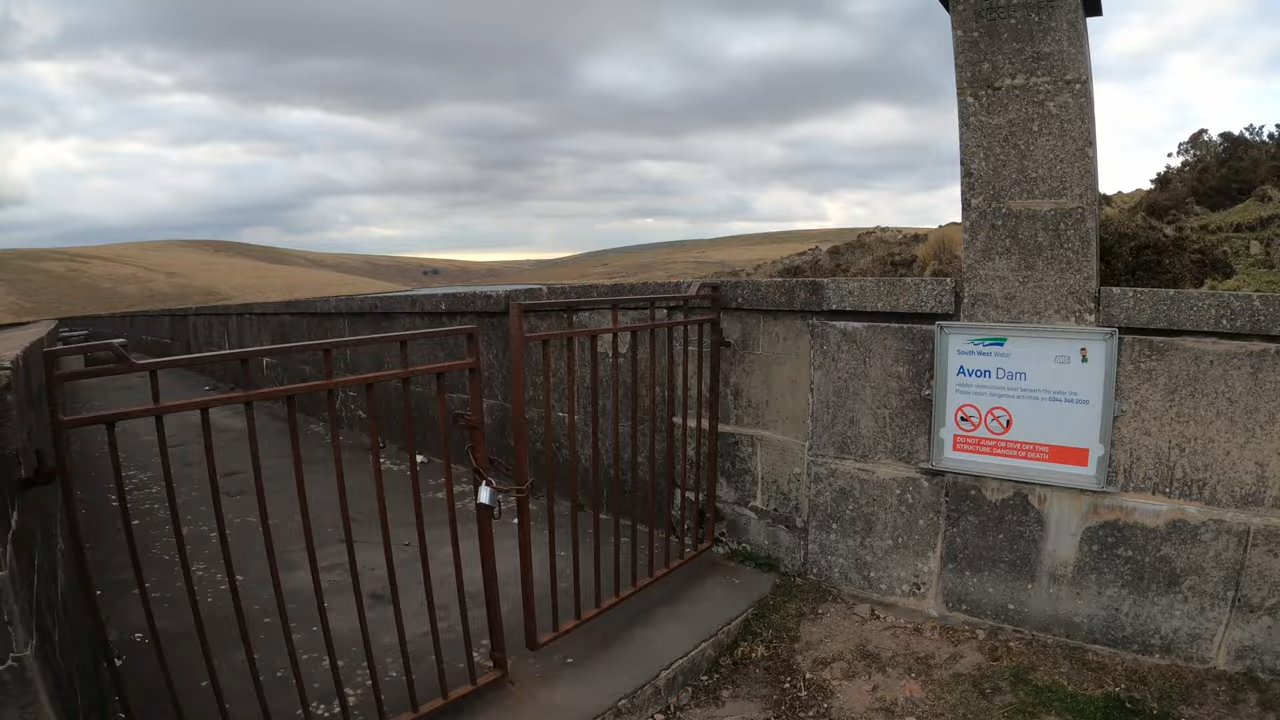 South West Water
Avon Dam
Hidden obstructions exist beneath the water line.
Please report dangerous activities on 0344 346 2020
DO NOT JUMP OR DIVE OFF THIS
STRUCTURE. DANGER OF DEATH